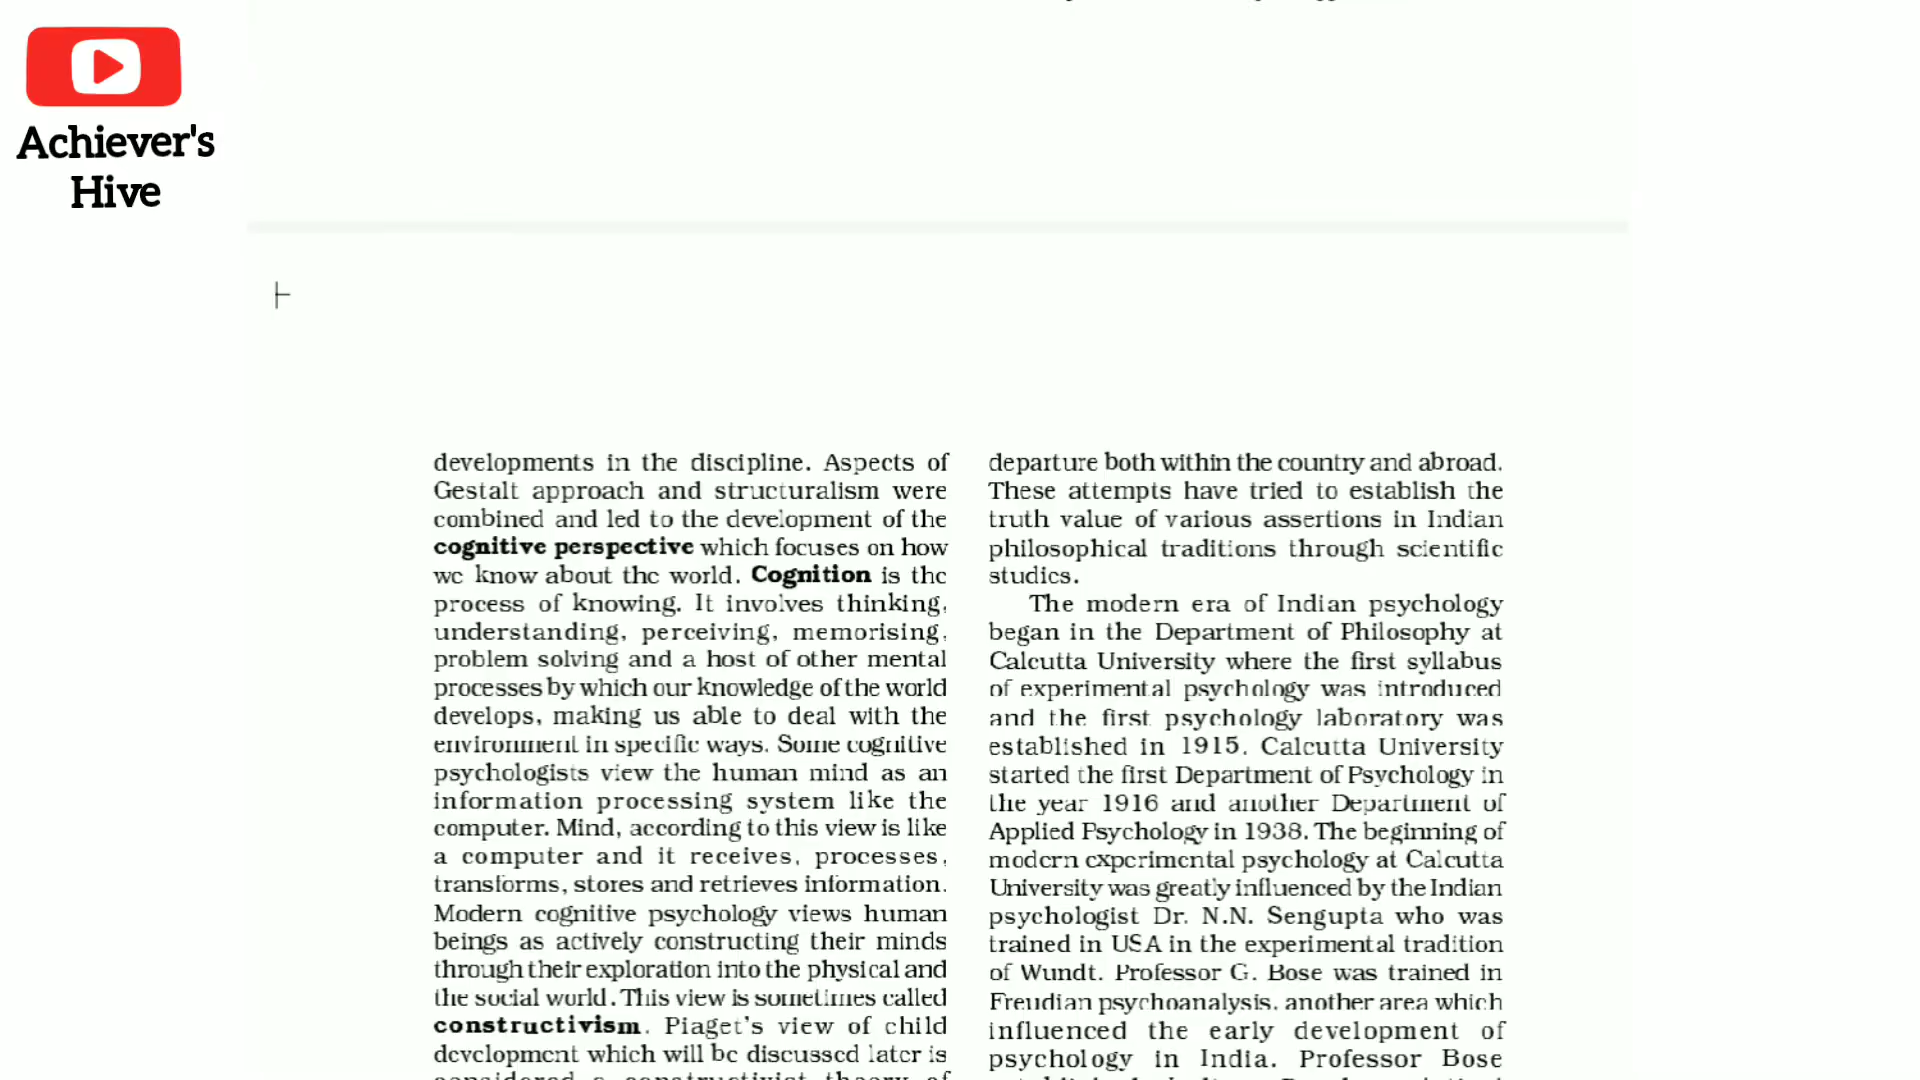 Achiever's
Hive
developments in the discipline. Aspects of
Gestalt approach and structuralism were
combined and led to the development of the
cognitive perspective which focuses on how
we know about the world. Cognition is the
process of knowing. It involves thinking,
understanding, perceiving, memorising,
problem solving and a host of other mental
processes by which our knowledge of the world
develops, making us able to deal with the
environment in specific ways. Some cognitive
psychologists view the human mind as an
information processing system like the
computer. Mind, according to this view is like
a computer and it receives, processes,
transforms, stores and retrieves information.
Modern cognitive psychology views human
beings as actively constructing their minds
through their exploration into the physical and
the social world. This view is sometimes called
constructivism. Piaget's view of child
development which will be discussed later is
considered a constructivist theory of
departure both within the country and abroad.
These attempts have tried to establish the
truth value of various assertions in Indian
philosophical traditions through scientific
studies.
The modern era of Indian psychology
began in the Department of Philosophy at
Calcutta University where the first syllabus
of experimental psychology was introduced
and the first psychology laboratory was
established in 1915. Calcutta University
started the first Department of Psychology in
the year 1916 and another Department of
Applied Psychology in 1938. The beginning of
modern experimental psychology at Calcutta
University was greatly influenced by the Indian
psychologist Dr. N.N. Sengupta who was
trained in USA in the experimental tradition
of Wundt. Professor G. Bose was trained in
Freudian psychoanalysis, another area which
influenced the early development of
psychology in India. Professor Bose